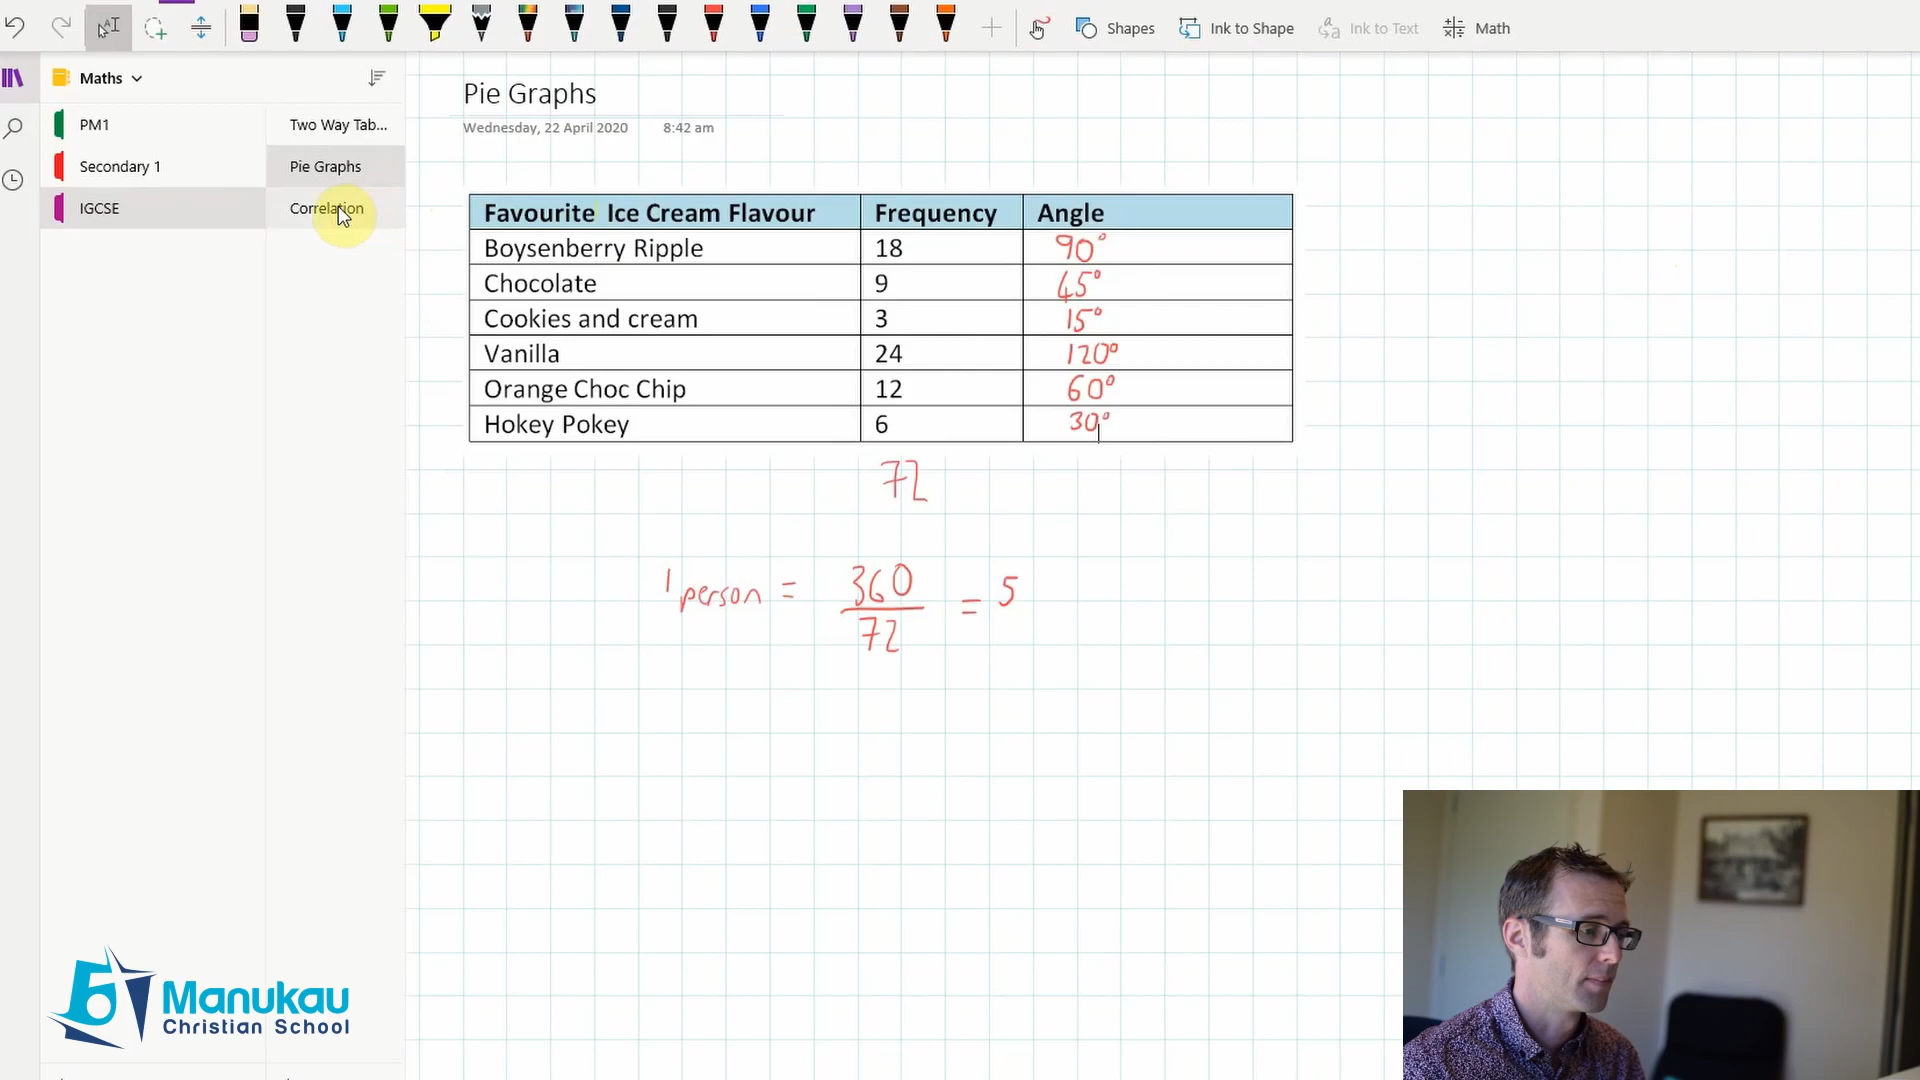 Shapes
Ink to Shape
Ink to Text
Math
Maths
PM1
Secondary 1
IGCSE
Two Way Tab...
Pie Graphs
Correlation
Pie Graphs
Wednesday, 22 April 2020 8:42 am
Favourite Ice Cream Flavour Frequency Angle
Boysenberry Ripple 18 90°
Chocolate 9 45°
Cookies and cream 3 15°
Vanilla 24 120°
Orange Choc Chip 12 60°
Hokey Pokey 6 30°
72
1 person = 360/72 = 5
Manukau
Christian School